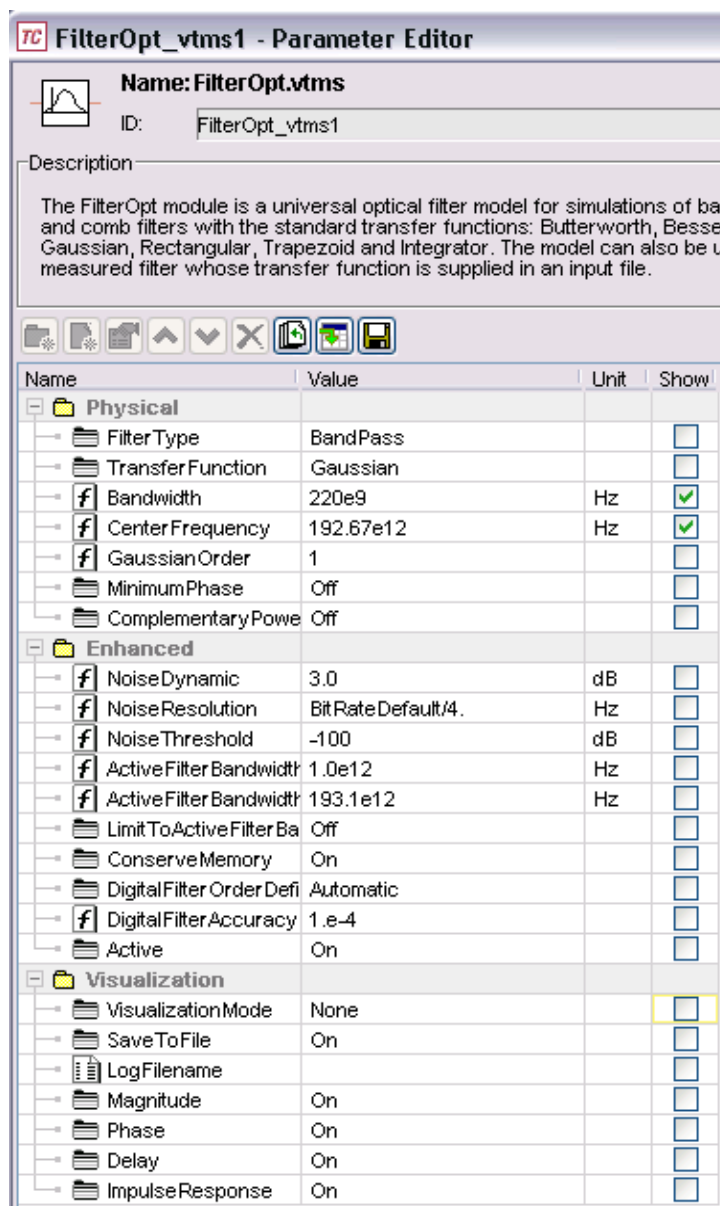 TC FilterOpt_vtms1 - Parameter Editor
Name: FilterOpt.vtms
ID: FilterOpt_vtms1
Description
The FilterOpt module is a universal optical filter model for simulations of ba
and comb filters with the standard transfer functions: Butterworth, Besse
Gaussian, Rectangular, Trapezoid and Integrator. The model can also be u
measured filter whose transfer function is supplied in an input file.
Name Value Unit Show
Physical
FilterType BandPass
TransferFunction Gaussian
f Bandwidth 220e9 Hz
f CenterFrequency 192.67e12 Hz
f GaussianOrder 1
MinimumPhase Off
ComplementaryPowe Off
Enhanced
f NoiseDynamic 3.0 dB
f NoiseResolution BitRateDefault/4. Hz
f NoiseThreshold -100 dB
f ActiveFilterBandwidth 1.0e12 Hz
f ActiveFilterBandwidth 193.1e12 Hz
LimitToActiveFilterBa Off
ConserveMemory On
DigitalFilterOrderDefi Automatic
f DigitalFilterAccuracy 1.e-4
Active On
Visualization
VisualizationMode None
SaveToFile On
LogFilename
Magnitude On
Phase On
Delay On
ImpulseResponse On